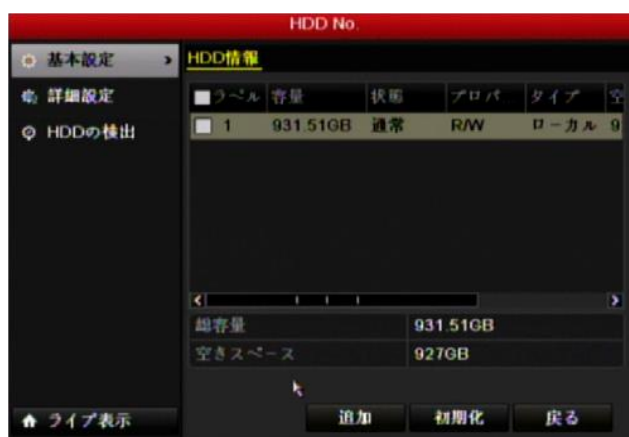 HDD No.
基本設定
詳細設定
HDDの検出
ライブ表示
HDD情報
ラベル 容量 状態 プロパ... タイプ 空
1 931.51GB 通常 R/W ローカル 9
総容量 931.51GB
空きスペース 927GB
追加 初期化 戻る